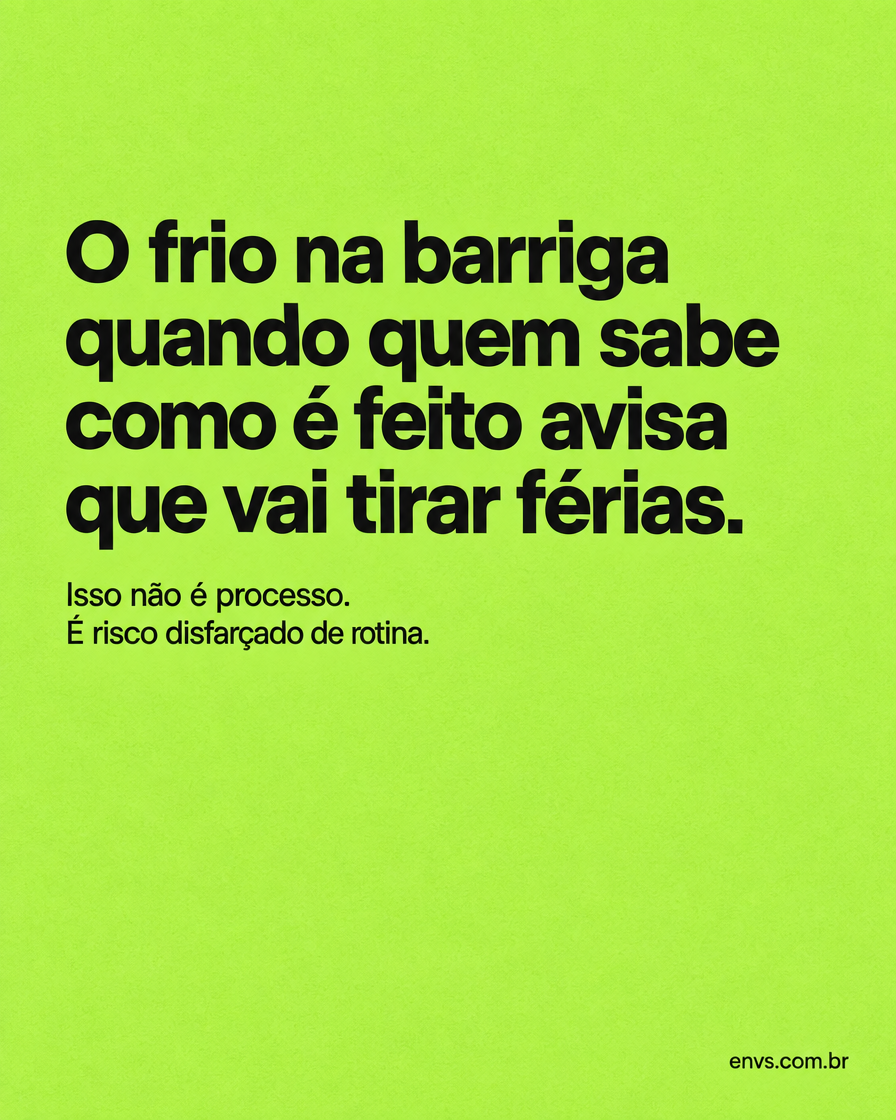 O frio na barriga
quando quem sabe
como é feito avisa
que vai tirar férias.
Isso não é processo.
É risco disfarçado de rotina.
envs.com.br